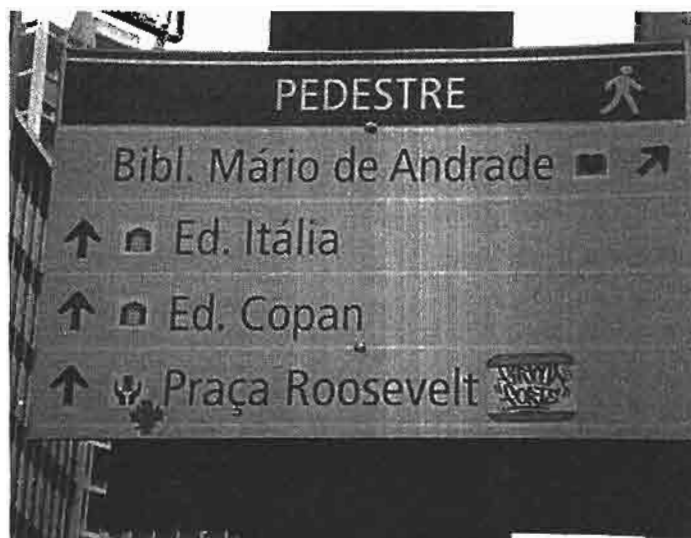 PEDESTRE
Bibl. Mário de Andrade
Ed. Itália
Ed. Copan
Praça Roosevelt